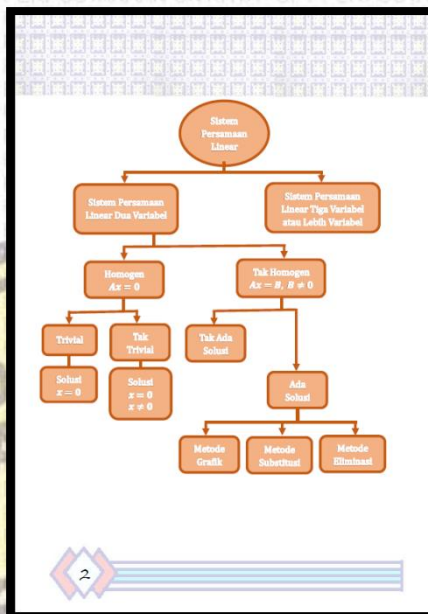 Sistem
Persamaan
Linear
Sistem Persamaan
Linear Dua Variabel
Sistem Persamaan
Linear Tiga Variabel
atau Lebih Variabel
Homogen
Ax = 0
Tak Homogen
Ax = B, B ≠ 0
Trivial
Tak
Trivial
Tak Ada
Solusi
Solusi
x = 0
Solusi
x = 0
x ≠ 0
Ada
Solusi
Metode
Grafik
Metode
Substitusi
Metode
Eliminasi
2